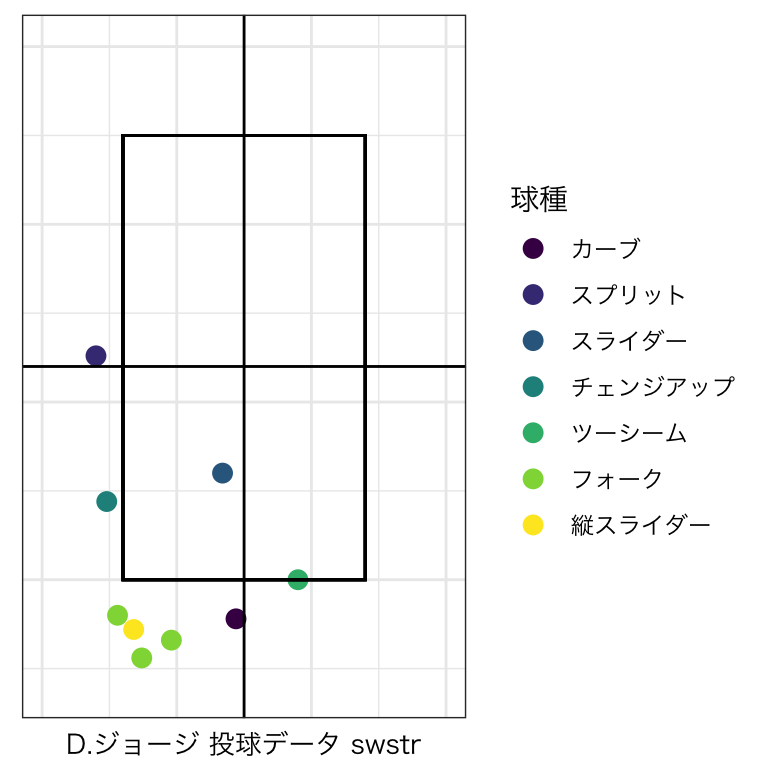 球種
カーブ
スプリット
スライダー
チェンジアップ
ツーシーム
フォーク
縦スライダー
D.ジョージ 投球データ swstr